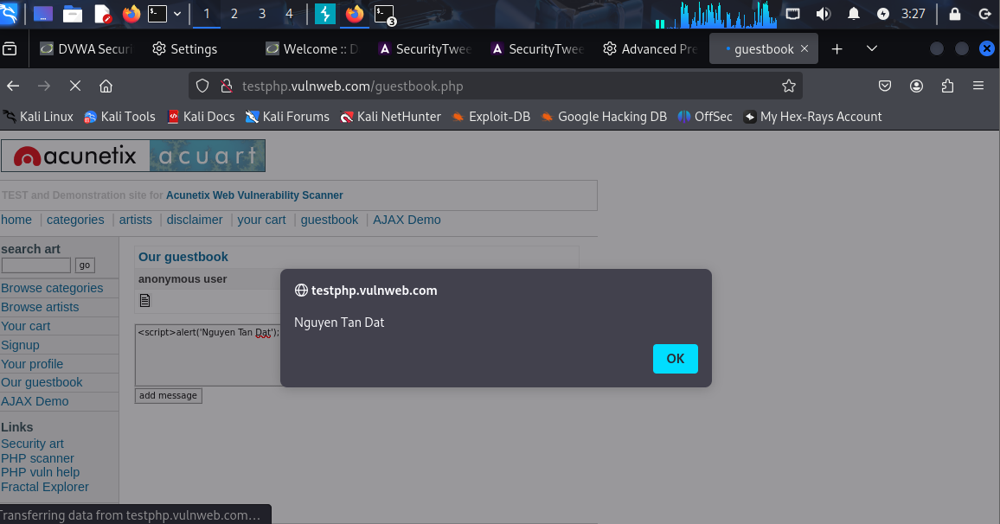 1 2 3 4 3 3:27
DVWA Securi Settings Welcome :: D SecurityTwee SecurityTwee Advanced Pre guestbook
testphp.vulnweb.com/guestbook.php
Kali Linux Kali Tools Kali Docs Kali Forums Kali NetHunter Exploit-DB Google Hacking DB OffSec My Hex-Rays Account
acunetix acuart
TEST and Demonstration site for Acunetix Web Vulnerability Scanner
home | categories | artists | disclaimer | your cart | guestbook | AJAX Demo
search art
go
Browse categories
Browse artists
Your cart
Signup
Your profile
Our guestbook
AJAX Demo
Links
Security art
PHP scanner
PHP vuln help
Fractal Explorer
Our guestbook
anonymous user
<script>alert('Nguyen Tan Dat');
add message
testphp.vulnweb.com
Nguyen Tan Dat
OK
Transferring data from testphp.vulnweb.com…